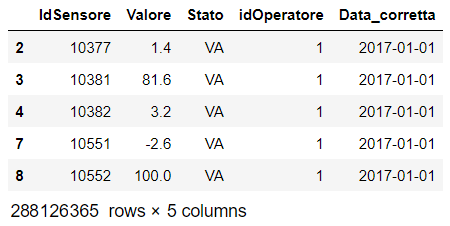 IdSensore Valore Stato idOperatore Data_corretta
2 10377 1.4 VA 1 2017-01-01
3 10381 81.6 VA 1 2017-01-01
4 10382 3.2 VA 1 2017-01-01
7 10551 -2.6 VA 1 2017-01-01
8 10552 100.0 VA 1 2017-01-01
288126365 rows × 5 columns